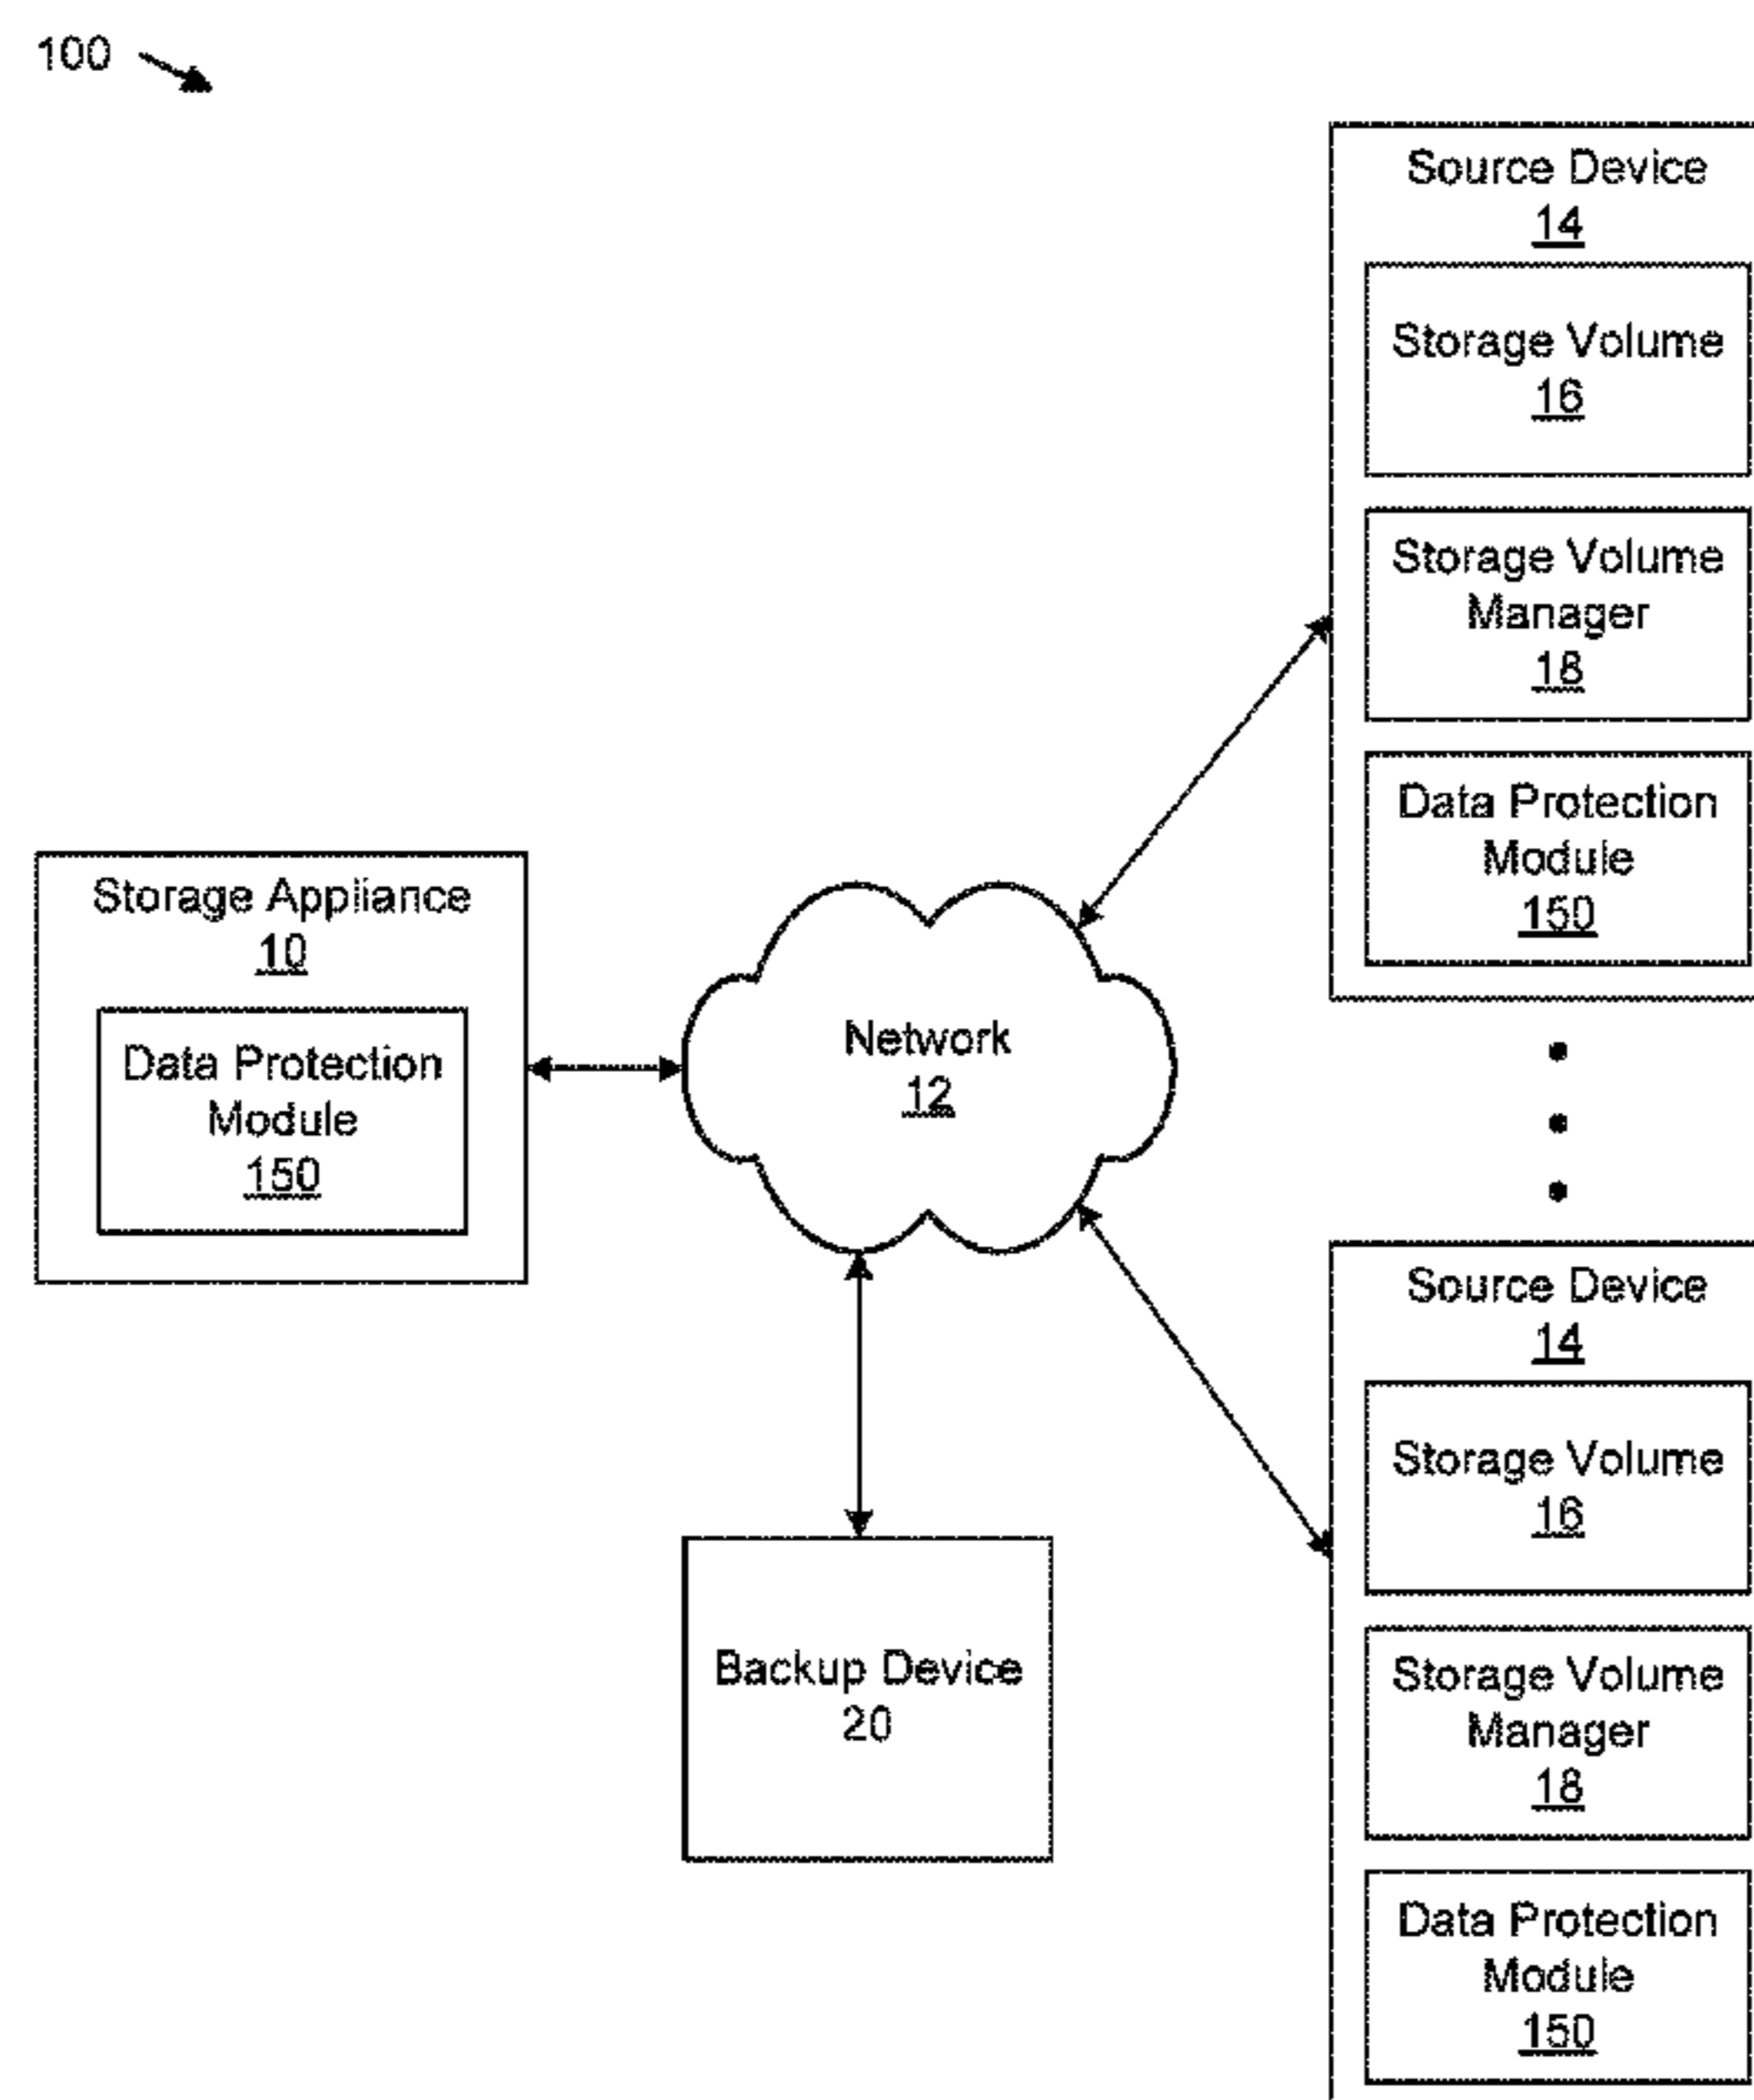 100
Source Device
14
Storage Volume
16
Storage Volume
Manager
18
Data Protection
Module
150
Storage Appliance
10
Data Protection
Module
150
Network
12
Source Device
14
Storage Volume
16
Storage Volume
Manager
18
Data Protection
Module
150
Backup Device
20